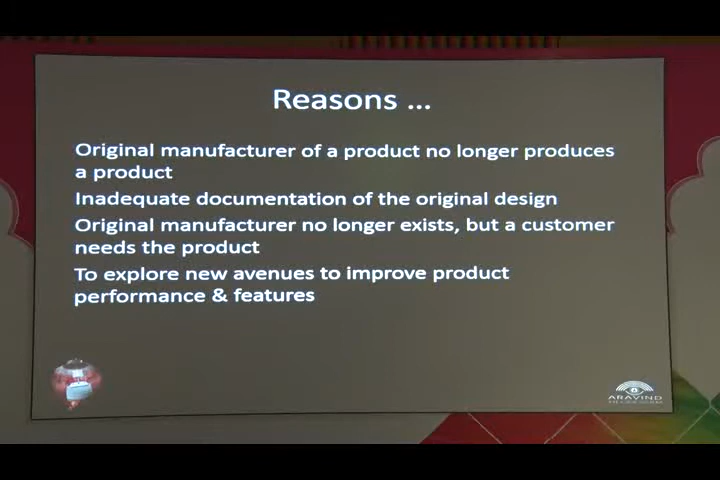 Reasons ...
Original manufacturer of a product no longer produces
a product
Inadequate documentation of the original design
Original manufacturer no longer exists, but a customer
needs the product
To explore new avenues to improve product
performance & features
ARAVIND